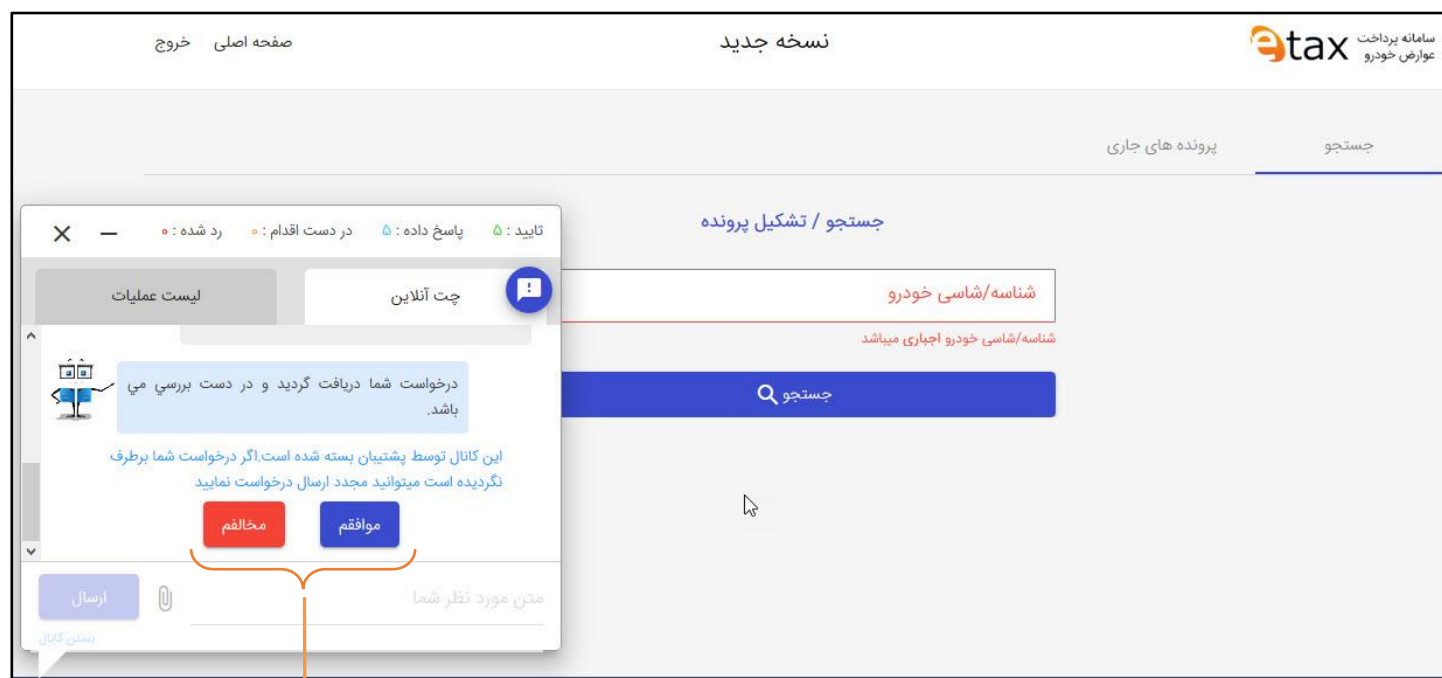 سامانه پرداخت
عوارض خودرو
etax
نسخه جدید
صفحه اصلی
خروج
جستجو
پرونده های جاری
جستجو / تشکیل پرونده
شناسه/شاسی خودرو
شناسه/شاسی خودرو اجباری میباشد
جستجو
تایید : ۵ پاسخ داده : ۵ در دست اقدام : ۰ رد شده : ۰
چت آنلاین
لیست عملیات
درخواست شما دریافت گردید و در دست بررسي مي
باشد.
این کانال توسط پشتیبان بسته شده است.اگر درخواست شما برطرف
نگردیده است میتوانید مجدد ارسال درخواست نمایید
موافقم
مخالفم
متن مورد نظر شما
ارسال
بستن کانال